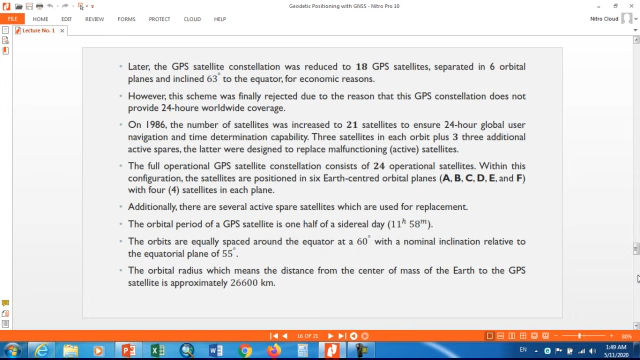 Geodetic Positioning with GNSS - Nitro Pro 10
FILE HOME EDIT REVIEW CLOUD
Nitro Cloud
Lecture No. 1
• Later, the GPS satellite constellation was reduced to 18 GPS satellites, separated in 6 orbital
planes and inclined 63° to the equator, for economic reasons.
• However, this scheme was finally rejected due to the reason that this GPS constellation does not
provide 24-houre worldwide coverage.
• On 1986, the number of satellites was increased to 21 satellites to ensure 24-hour global user
navigation and time determination capability. Three satellites in each orbit plus 3 three additional
active spares, the latter were designed to replace malfunctioning (active) satellites.
• The full operational GPS satellite constellation consists of 24 operational satellites. Within this
configuration, the satellites are positioned in six Earth-centred orbital planes (A, B, C, D, E, and F)
with four (4) satellites in each plane.
• Additionally, there are several active spare satellites which are used for replacement.
• The orbital period of a GPS satellite is one half of a sidereal day (11ʰ 58ᵐ).
• The orbits are equally spaced around the equator at a 60° with a nominal inclination relative to
the equatorial plane of 55°.
• The orbital radius which means the distance from the center of mass of the Earth to the GPS
satellite is approximately 26600 km.
16 OF 21
80%
EN
1:49 AM
5/11/2020